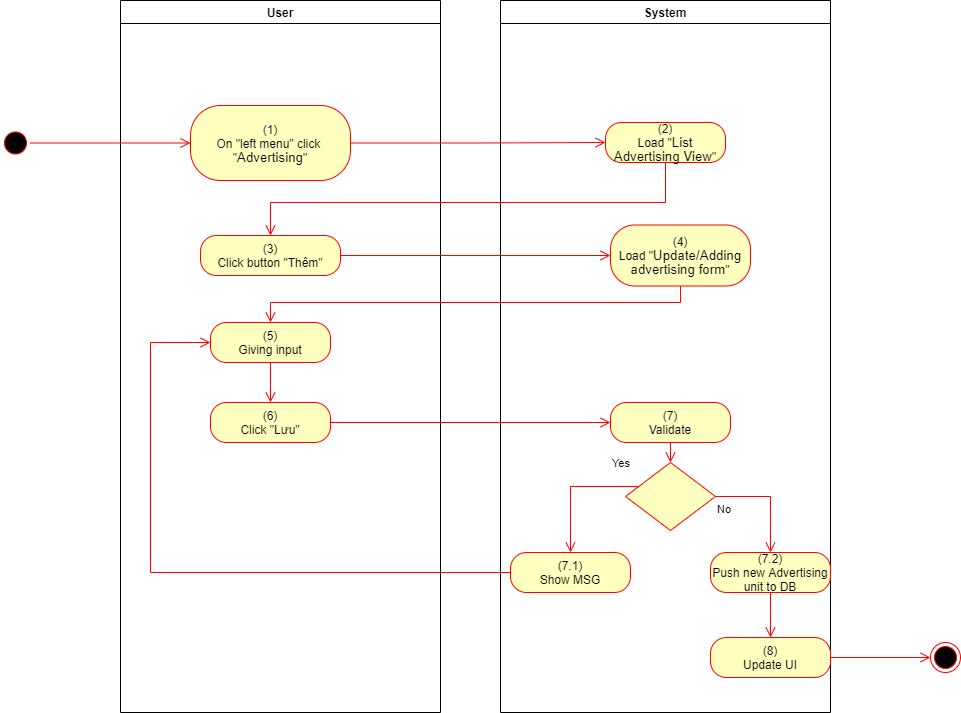 User
System
(1)
On "left menu" click
"Advertising"
(2)
Load "List
Advertising View"
(3)
Click button "Thêm"
(4)
Load "Update/Adding
advertising form"
(5)
Giving input
(6)
Click "Lưu"
(7)
Validate
Yes
No
(7.1)
Show MSG
(7.2)
Push new Advertising
unit to DB
(8)
Update UI